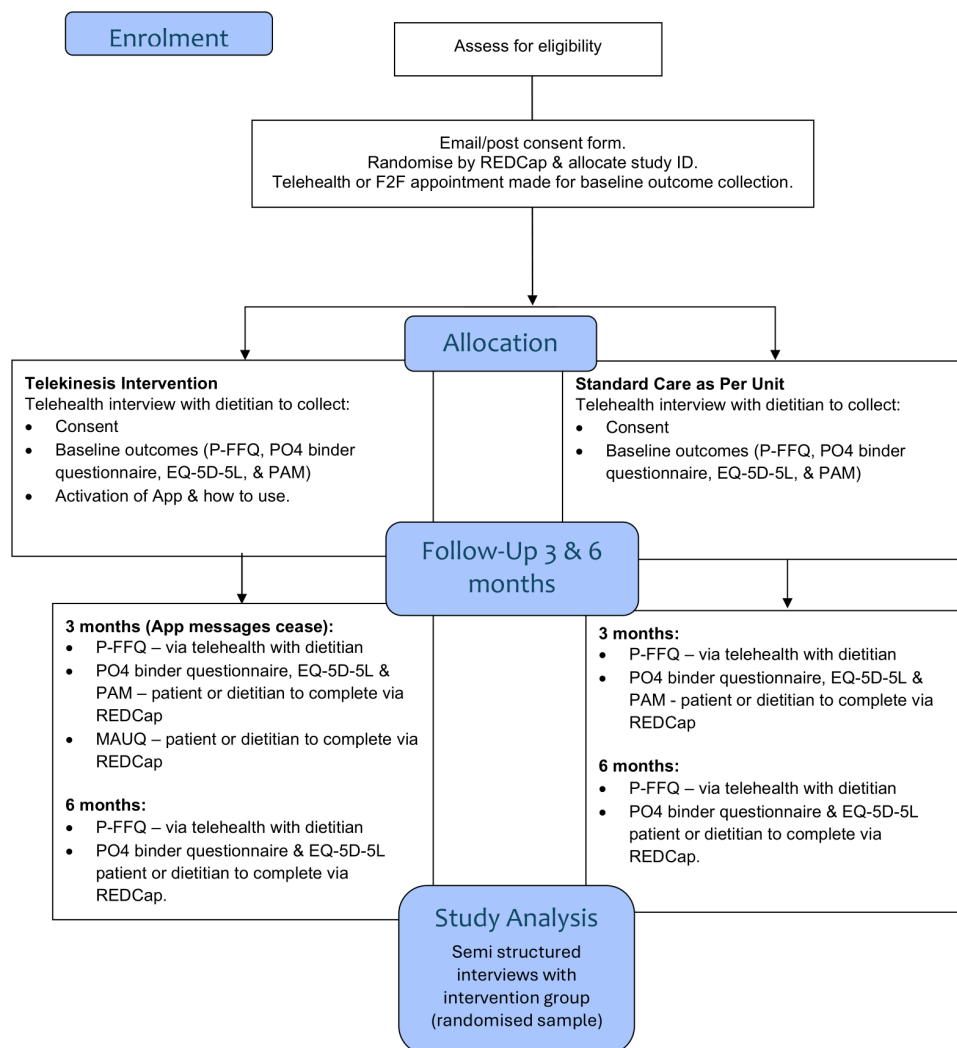 Enrolment
Assess for eligibility
Email/post consent form.
Randomise by REDCap & allocate study ID.
Telehealth or F2F appointment made for baseline outcome collection.
Allocation
Telekinesis Intervention
Telehealth interview with dietitian to collect:
• Consent
• Baseline outcomes (P-FFQ, PO4 binder
questionnaire, EQ-5D-5L, & PAM)
• Activation of App & how to use.
Standard Care as Per Unit
Telehealth interview with dietitian to collect:
• Consent
• Baseline outcomes (P-FFQ, PO4 binder
questionnaire, EQ-5D-5L, & PAM)
Follow-Up 3 & 6
months
3 months (App messages cease):
• P-FFQ – via telehealth with dietitian
• PO4 binder questionnaire, EQ-5D-5L &
PAM – patient or dietitian to complete via
REDCap
• MAUQ – patient or dietitian to complete via
REDCap
6 months:
• P-FFQ – via telehealth with dietitian
• PO4 binder questionnaire & EQ-5D-5L
patient or dietitian to complete via
REDCap.
3 months:
• P-FFQ – via telehealth with dietitian
• PO4 binder questionnaire, EQ-5D-5L &
PAM - patient or dietitian to complete via
REDCap
6 months:
• P-FFQ – via telehealth with dietitian
• PO4 binder questionnaire & EQ-5D-5L
patient or dietitian to complete via
REDCap.
Study Analysis
Semi structured
interviews with
intervention group
(randomised sample)